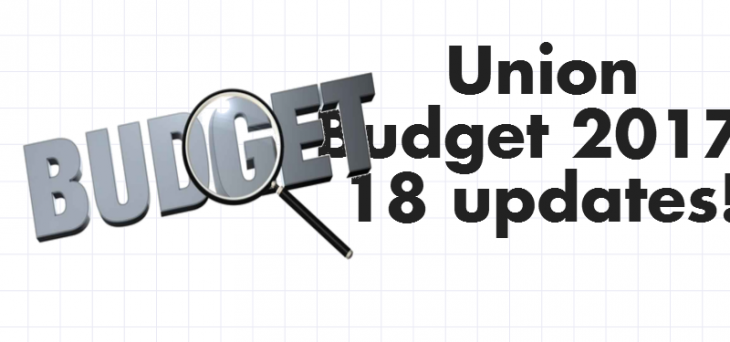 BUDGET
Union
Budget 2017
18 updates!